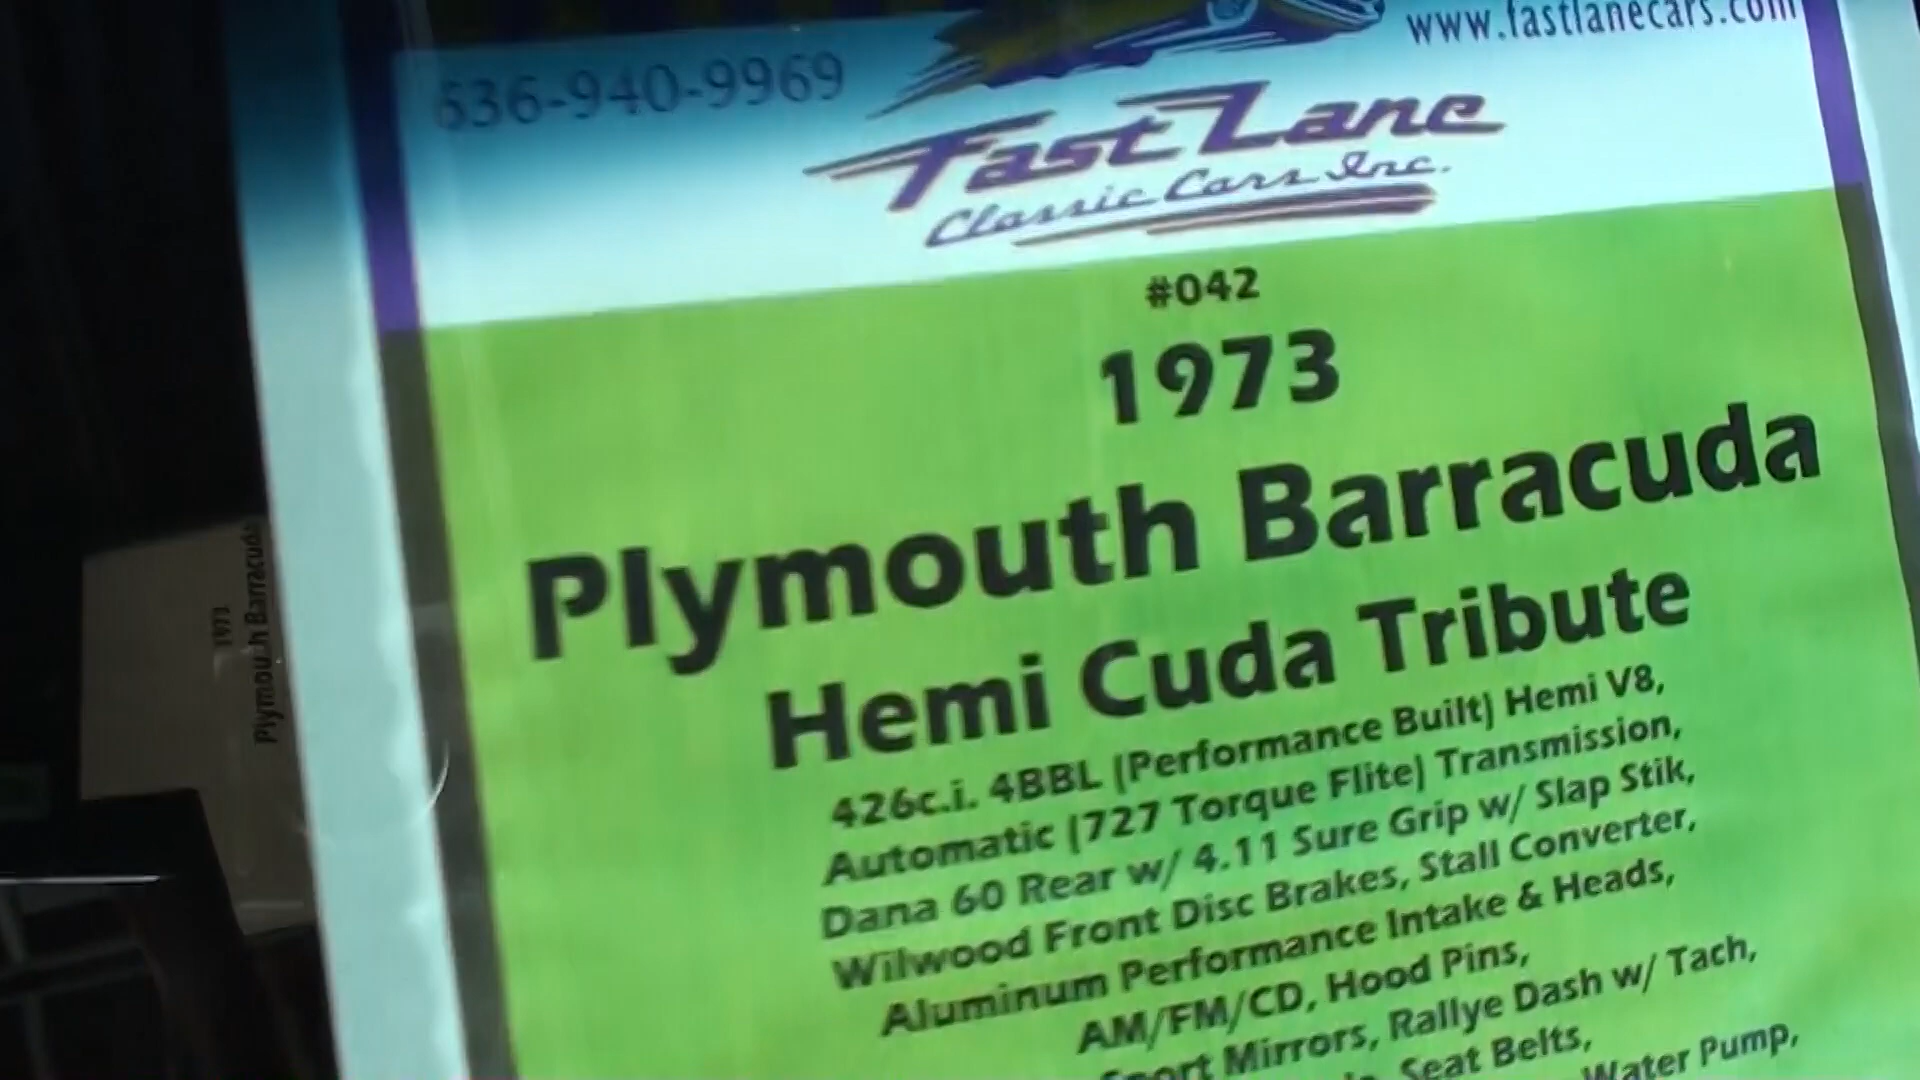 www.fastlanecars.com
636-940-9969
Fast Lane
Classic Cars Inc.
#042
1973
Plymouth Barracuda
Hemi Cuda Tribute
426c.i. 4BBL (Performance Built) Hemi V8,
Automatic (727 Torque Flite) Transmission,
Dana 60 Rear w/ 4.11 Sure Grip w/ Slap Stik,
Wilwood Front Disc Brakes, Stall Converter,
Aluminum Performance Intake & Heads,
AM/FM/CD, Hood Pins,
Sport Mirrors, Rallye Dash w/ Tach,
Seat Belts,
Water Pump,
1973
Plymouth Barracuda